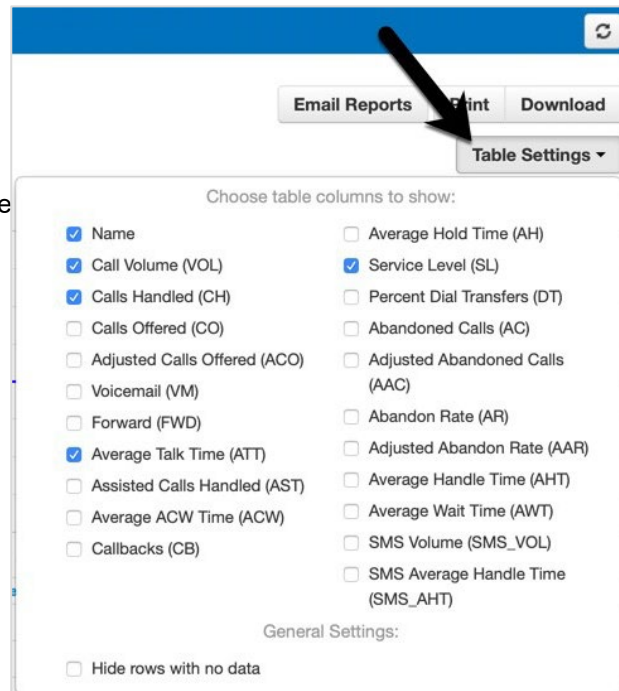 Email Reports Print Download
Table Settings
e
Choose table columns to show:
Name
Call Volume (VOL)
Calls Handled (CH)
Calls Offered (CO)
Adjusted Calls Offered (ACO)
Voicemail (VM)
Forward (FWD)
Average Talk Time (ATT)
Assisted Calls Handled (AST)
Average ACW Time (ACW)
Callbacks (CB)
Average Hold Time (AH)
Service Level (SL)
Percent Dial Transfers (DT)
Abandoned Calls (AC)
Adjusted Abandoned Calls
(AAC)
Abandon Rate (AR)
Adjusted Abandon Rate (AAR)
Average Handle Time (AHT)
Average Wait Time (AWT)
SMS Volume (SMS_VOL)
SMS Average Handle Time
(SMS_AHT)
General Settings:
Hide rows with no data